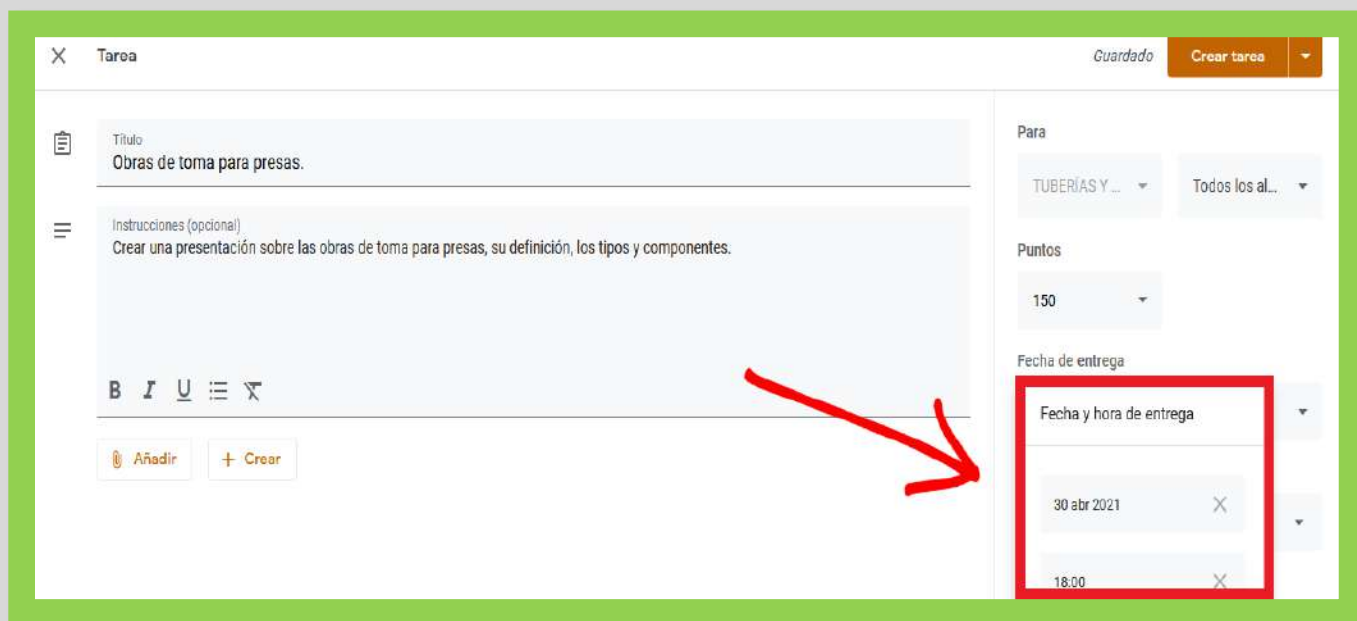 Tarea
Guardado
Crear tarea
Título
Obras de toma para presas.
Instrucciones (opcional)
Crear una presentación sobre las obras de toma para presas, su definición, los tipos y componentes.
B I U
Añadir
+ Crear
Para
TUBERÍAS Y ...
Todos los al...
Puntos
150
Fecha de entrega
Fecha y hora de entrega
30 abr 2021
18:00